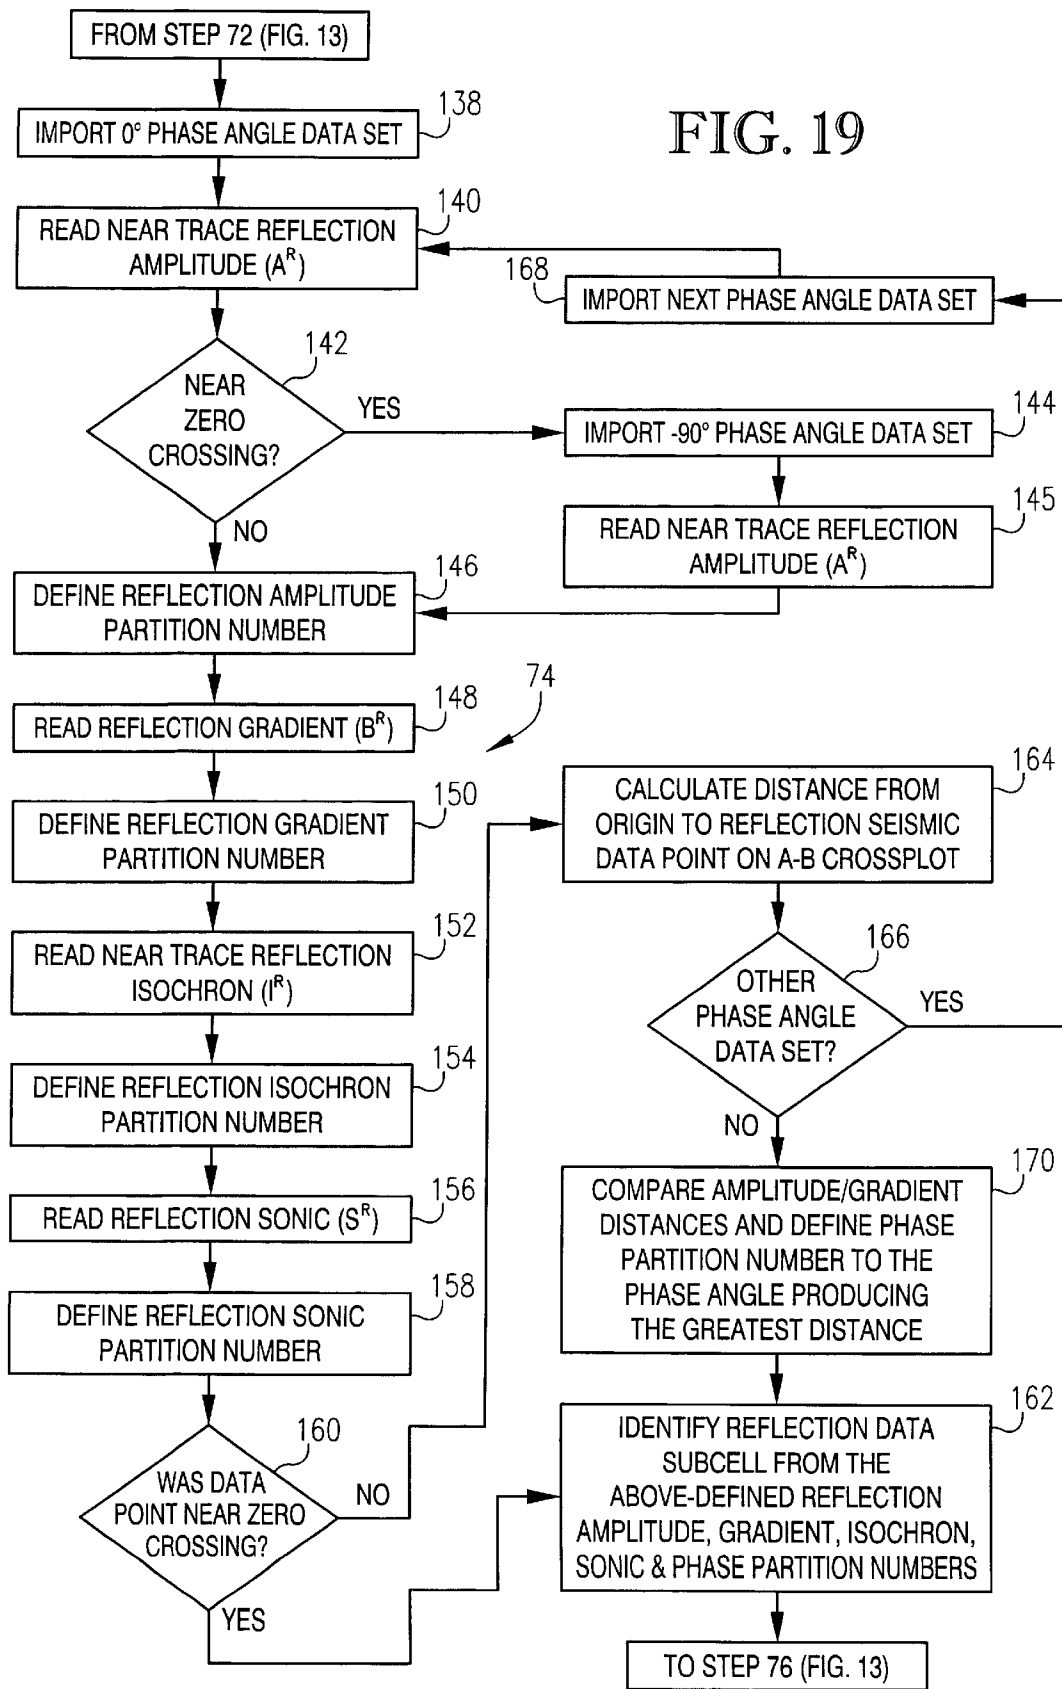 FROM STEP 72 (FIG. 13)
FIG. 19
138
IMPORT 0° PHASE ANGLE DATA SET
140
READ NEAR TRACE REFLECTION
AMPLITUDE (Aᴿ)
168
IMPORT NEXT PHASE ANGLE DATA SET
142
NEAR
ZERO
CROSSING?
YES
NO
144
IMPORT -90° PHASE ANGLE DATA SET
145
READ NEAR TRACE REFLECTION
AMPLITUDE (Aᴿ)
146
DEFINE REFLECTION AMPLITUDE
PARTITION NUMBER
74
148
READ REFLECTION GRADIENT (Bᴿ)
150
DEFINE REFLECTION GRADIENT
PARTITION NUMBER
152
READ NEAR TRACE REFLECTION
ISOCHRON (Iᴿ)
154
DEFINE REFLECTION ISOCHRON
PARTITION NUMBER
156
READ REFLECTION SONIC (Sᴿ)
158
DEFINE REFLECTION SONIC
PARTITION NUMBER
160
WAS DATA
POINT NEAR ZERO
CROSSING?
NO
YES
164
CALCULATE DISTANCE FROM
ORIGIN TO REFLECTION SEISMIC
DATA POINT ON A-B CROSSPLOT
166
OTHER
PHASE ANGLE
DATA SET?
YES
NO
170
COMPARE AMPLITUDE/GRADIENT
DISTANCES AND DEFINE PHASE
PARTITION NUMBER TO THE
PHASE ANGLE PRODUCING
THE GREATEST DISTANCE
162
IDENTIFY REFLECTION DATA
SUBCELL FROM THE
ABOVE-DEFINED REFLECTION
AMPLITUDE, GRADIENT, ISOCHRON,
SONIC & PHASE PARTITION NUMBERS
TO STEP 76 (FIG. 13)